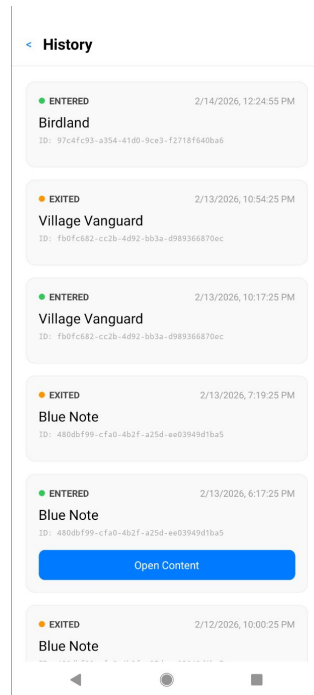 < History
ENTERED 2/14/2026, 12:24:55 PM
Birdland
ID: 97c4fc93-a354-41d0-9ce3-f2718f640ba6
EXITED 2/13/2026, 10:54:25 PM
Village Vanguard
ID: fb0fc682-cc2b-4d92-bb3a-d989366870ec
ENTERED 2/13/2026, 10:17:25 PM
Village Vanguard
ID: fb0fc682-cc2b-4d92-bb3a-d989366870ec
EXITED 2/13/2026, 7:19:25 PM
Blue Note
ID: 480dbf99-cfa0-4b2f-a25d-ee03949d1ba5
ENTERED 2/13/2026, 6:17:25 PM
Blue Note
ID: 480dbf99-cfa0-4b2f-a25d-ee03949d1ba5
Open Content
EXITED 2/12/2026, 10:00:25 PM
Blue Note